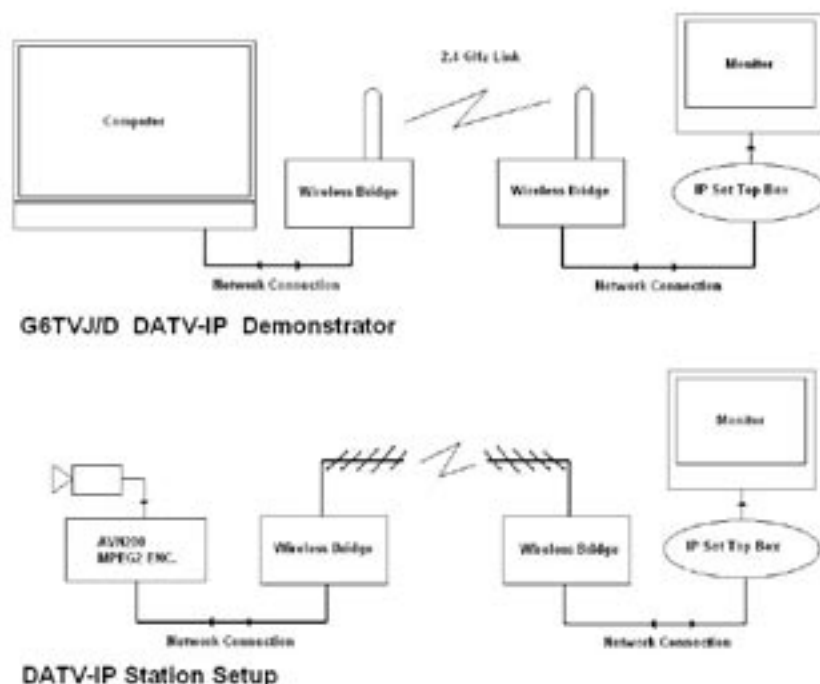 2.4 GHz Link
Monitor
Computer
Wireless Bridge
Wireless Bridge
IP Set Top Box
Network Connection
Network Connection
G6TVJ/D DATV-IP Demonstrator
Monitor
AVN200
MPEG2 ENC.
Wireless Bridge
Wireless Bridge
IP Set Top Box
Network Connection
Network Connection
DATV-IP Station Setup